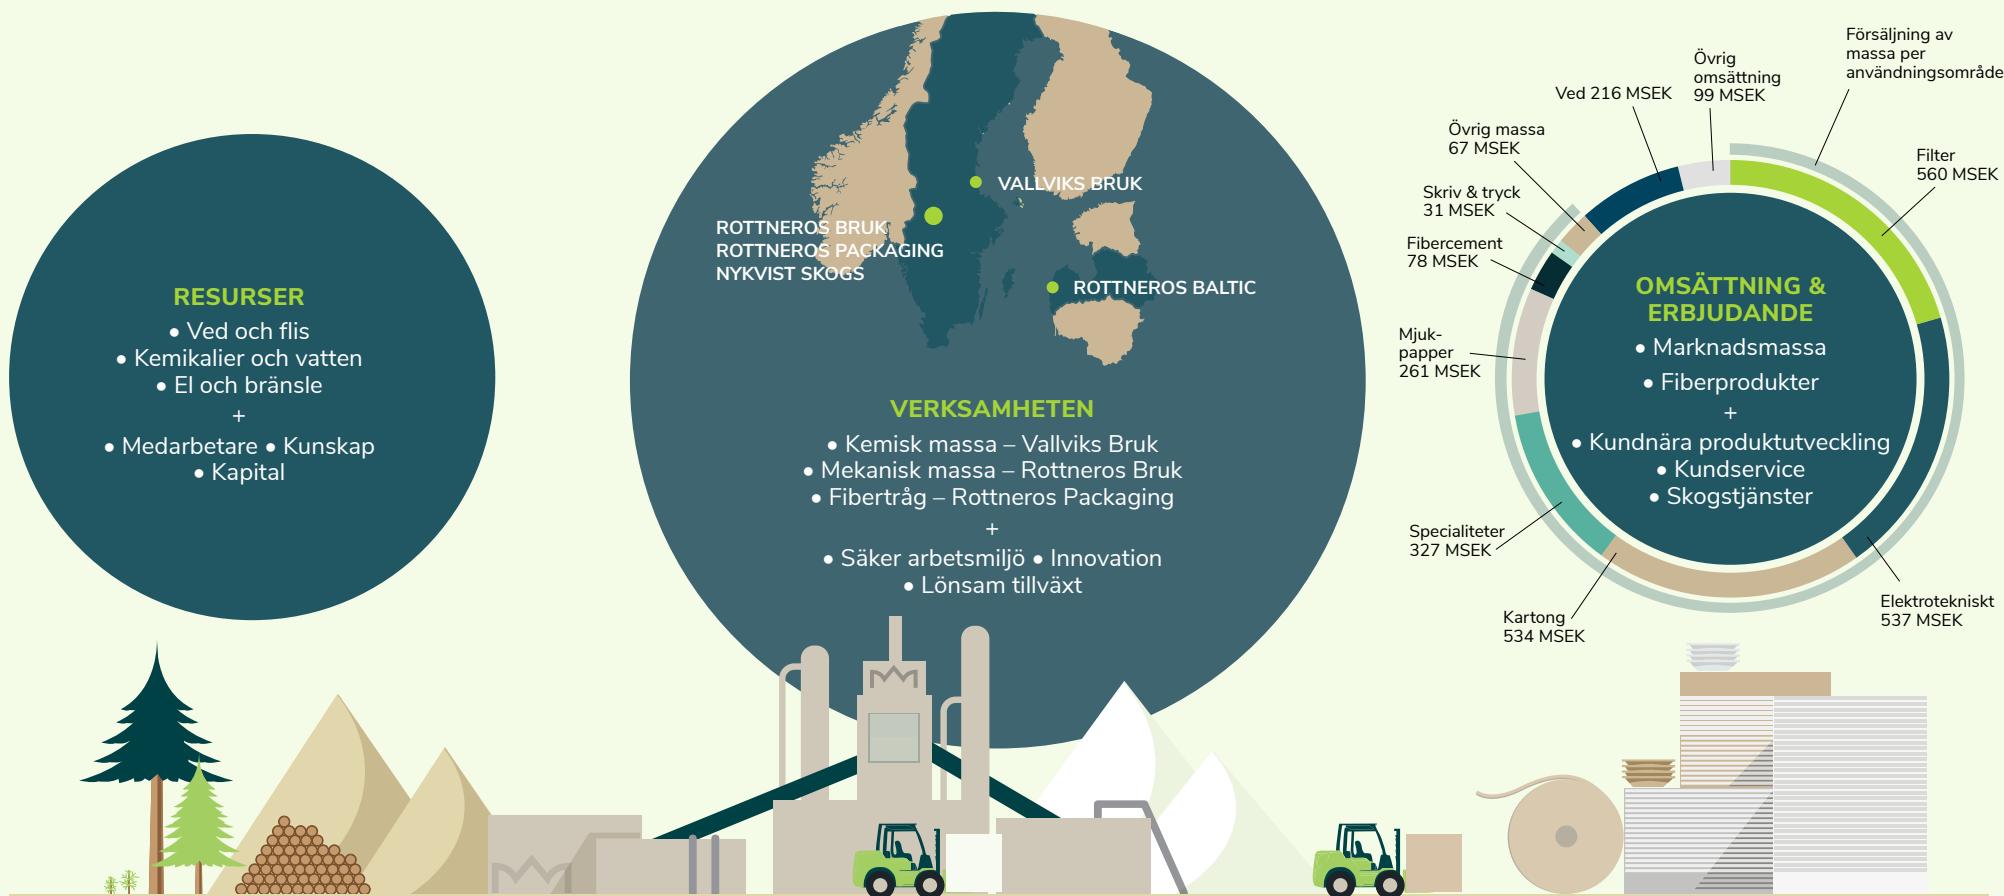 RESURSER
• Ved och flis
• Kemikalier och vatten
• El och bränsle
+
• Medarbetare • Kunskap
• Kapital
VALLVIKS BRUK
ROTTNEROS BRUK
ROTTNEROS PACKAGING
NYKVIST SKOGS
ROTTNEROS BALTIC
VERKSAMHETEN
• Kemisk massa – Vallviks Bruk
• Mekanisk massa – Rottneros Bruk
• Fibertråg – Rottneros Packaging
+
• Säker arbetsmiljö • Innovation
• Lönsam tillväxt
Försäljning av
massa per
användningsområde
Övrig
omsättning
99 MSEK
Ved 216 MSEK
Övrig massa
67 MSEK
Skriv & tryck
31 MSEK
Fibercement
78 MSEK
Mjuk-
papper
261 MSEK
Specialiteter
327 MSEK
Kartong
534 MSEK
Elektrotekniskt
537 MSEK
Filter
560 MSEK
OMSÄTTNING &
ERBJUDANDE
• Marknadsmassa
• Fiberprodukter
+
• Kundnära produktutveckling
• Kundservice
• Skogstjänster